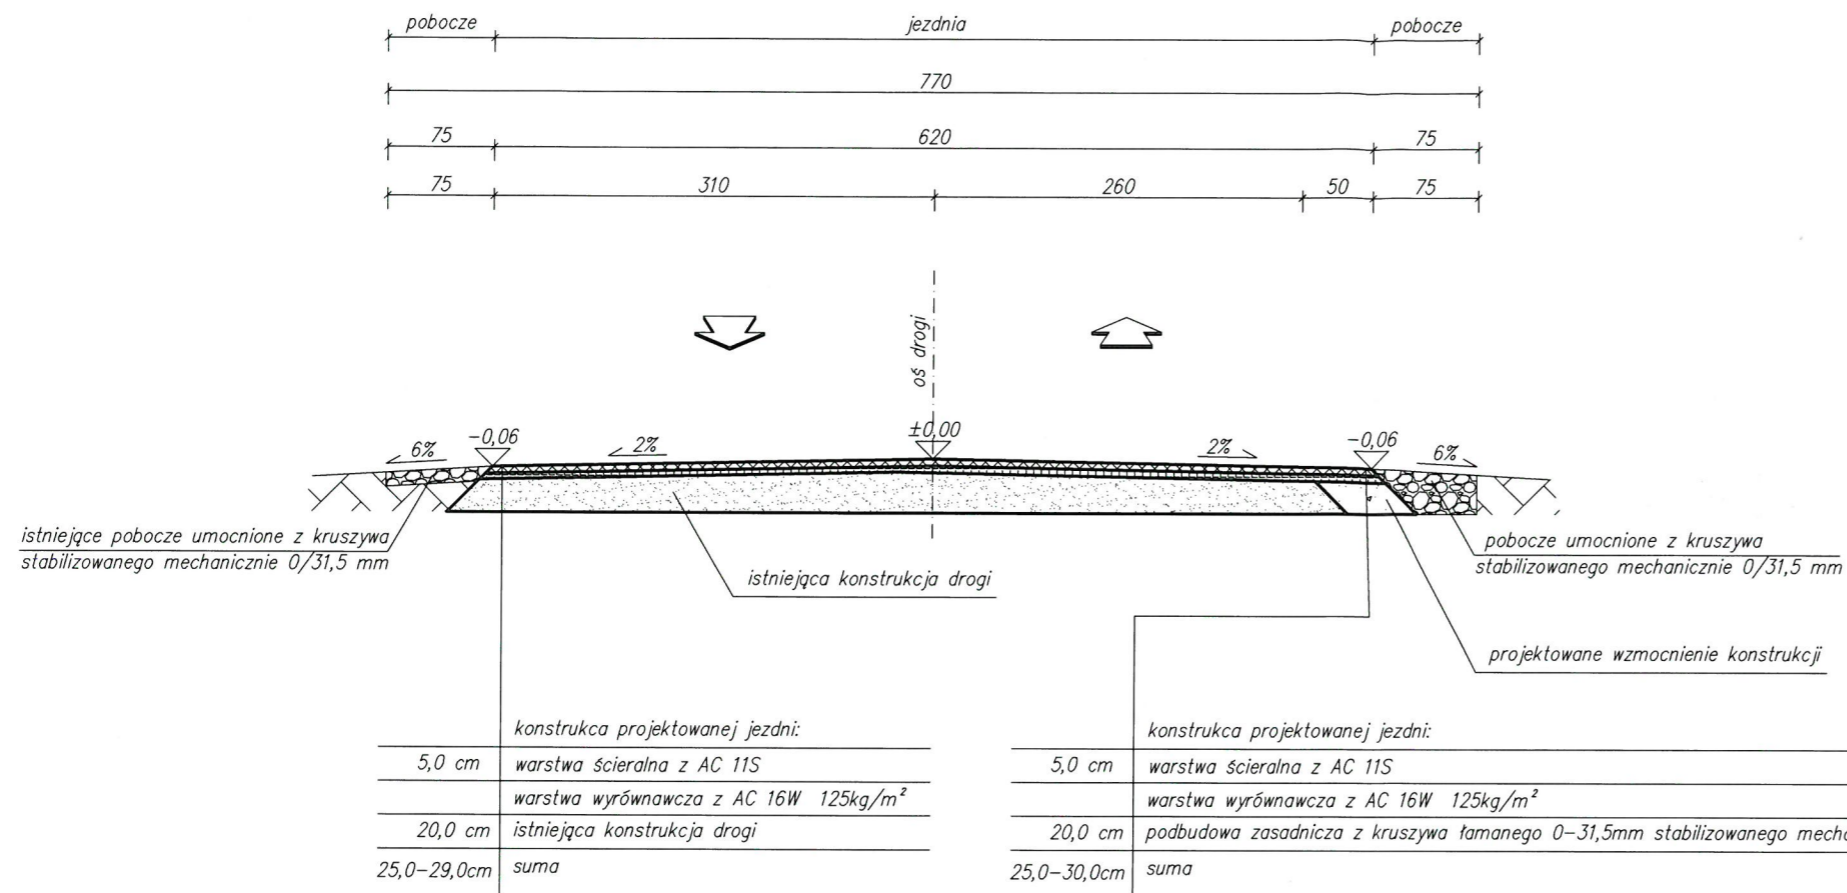 pobocze jezdnia pobocze
770
75 620 75
75 310 260 50 75
oś drogi
6% -0,06 2% ±0,00 2% -0,06 6%
istniejące pobocze umocnione z kruszywa
stabilizowanego mechanicznie 0/31,5 mm
istniejąca konstrukcja drogi
pobocze umocnione z kruszywa
stabilizowanego mechanicznie 0/31,5 mm
projektowane wzmocnienie konstrukcji
konstrukca projektowanej jezdni:
5,0 cm warstwa ścieralna z AC 11S
warstwa wyrównawcza z AC 16W 125kg/m²
20,0 cm istniejąca konstrukcja drogi
25,0-29,0cm suma
konstrukca projektowanej jezdni:
5,0 cm warstwa ścieralna z AC 11S
warstwa wyrównawcza z AC 16W 125kg/m²
20,0 cm podbudowa zasadnicza z kruszywa łamanego 0-31,5mm stabilizowanego
25,0-30,0cm suma